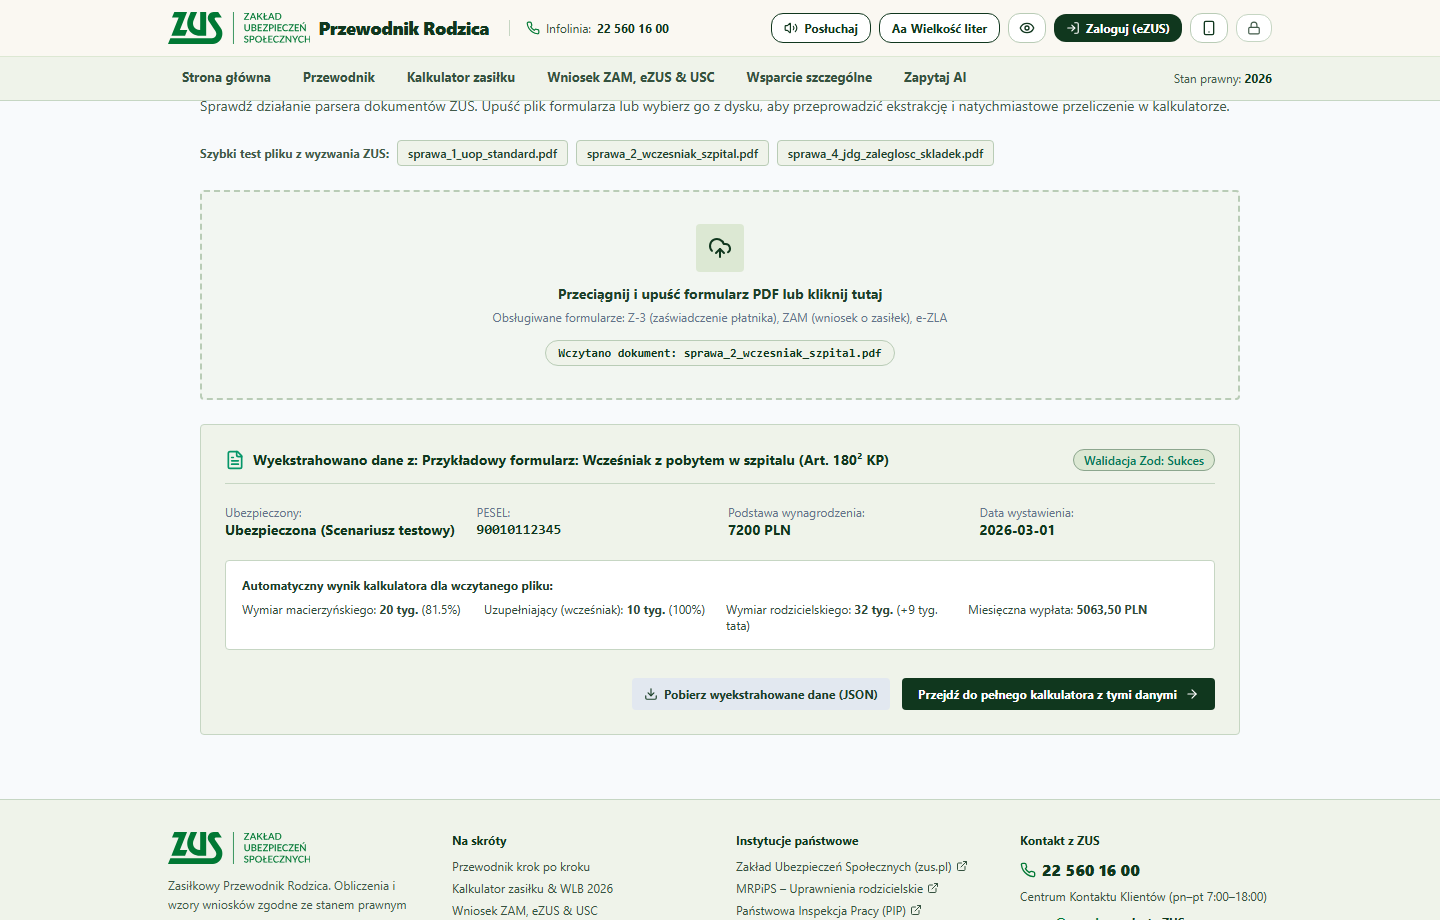 ZUS ZAKŁAD UBEZPIECZEŃ SPOŁECZNYCH
Przewodnik Rodzica
Infolinia: 22 560 16 00
Posłuchaj
Aa Wielkość liter
Zaloguj (eZUS)
Strona główna
Przewodnik
Kalkulator zasiłku
Wniosek ZAM, eZUS & USC
Wsparcie szczególne
Zapytaj AI
Stan prawny: 2026
Sprawdź działanie parsera dokumentów ZUS. Upuść plik formularza lub wybierz go z dysku, aby przeprowadzić ekstrakcję i natychmiastowe przeliczenie w kalkulatorze.
Szybki test pliku z wyzwania ZUS:
sprawa_1_uop_standard.pdf
sprawa_2_wczesniak_szpital.pdf
sprawa_4_jdg_zaleglosc_skladek.pdf
Przeciągnij i upuść formularz PDF lub kliknij tutaj
Obsługiwane formularze: Z-3 (zaświadczenie płatnika), ZAM (wniosek o zasiłek), e-ZLA
Wczytano dokument: sprawa_2_wczesniak_szpital.pdf
Wyekstrahowano dane z: Przykładowy formularz: Wcześniak z pobytem w szpitalu (Art. 180² KP)
Walidacja Zod: Sukces
Ubezpieczony:
Ubezpieczona (Scenariusz testowy)
PESEL:
90010112345
Podstawa wynagrodzenia:
7200 PLN
Data wystawienia:
2026-03-01
Automatyczny wynik kalkulatora dla wczytanego pliku:
Wymiar macierzyńskiego: 20 tyg. (81.5%)
Uzupełniający (wcześniak): 10 tyg. (100%)
Wymiar rodzicielskiego: 32 tyg. (+9 tyg.
tata)
Miesięczna wypłata: 5063,50 PLN
Pobierz wyekstrahowane dane (JSON)
Przejdź do pełnego kalkulatora z tymi danymi
ZUS ZAKŁAD UBEZPIECZEŃ SPOŁECZNYCH
Zasiłkowy Przewodnik Rodzica. Obliczenia i
wzory wniosków zgodne ze stanem prawnym
Na skróty
Przewodnik krok po kroku
Kalkulator zasiłku & WLB 2026
Wniosek ZAM, eZUS & USC
Instytucje państwowe
Zakład Ubezpieczeń Społecznych (zus.pl)
MRPiPS – Uprawnienia rodzicielskie
Państwowa Inspekcja Pracy (PIP)
Kontakt z ZUS
22 560 16 00
Centrum Kontaktu Klientów (pn–pt 7:00–18:00)